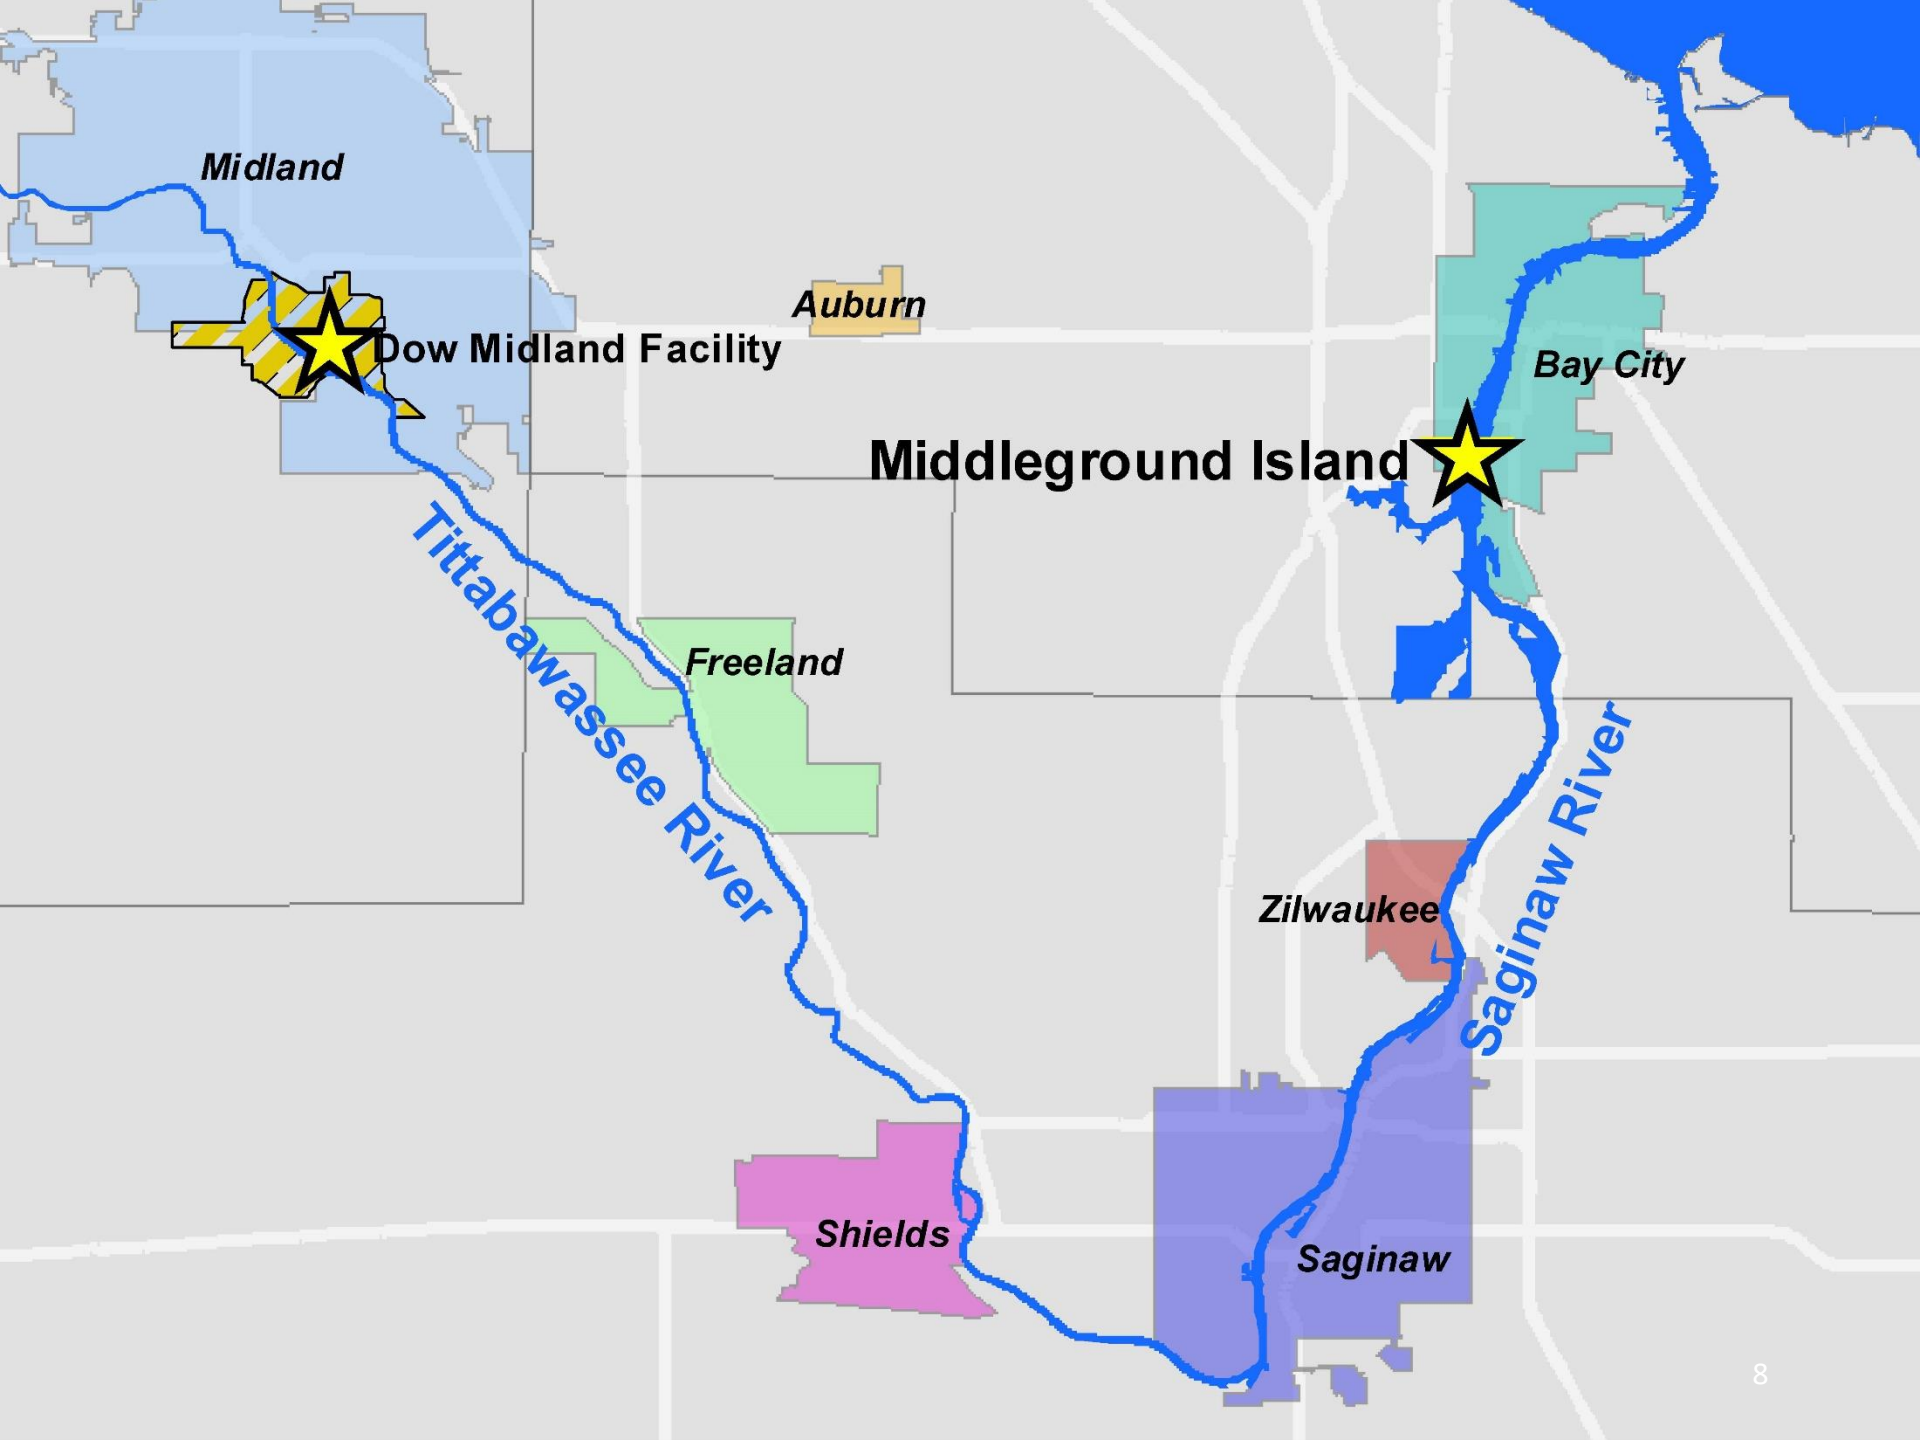 Midland
Auburn
Dow Midland Facility
Bay City
Middleground Island
Tittabawassee River
Freeland
Saginaw River
Zilwaukee
Shields
Saginaw
8